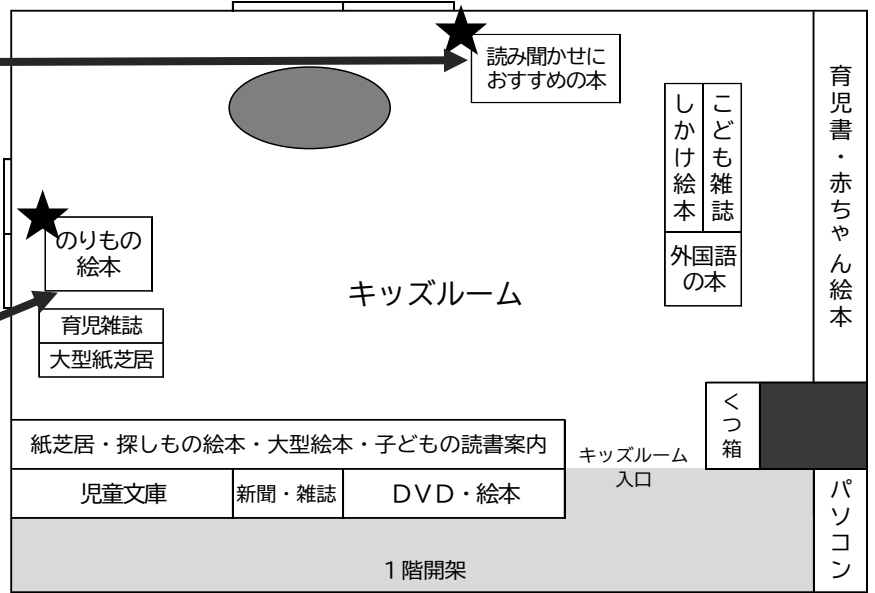 読み聞かせに
おすすめの本
育児書・赤ちゃん絵本
しかけ絵本
こども雑誌
外国語
の本
のりもの
絵本
キッズルーム
育児雑誌
大型紙芝居
くつ箱
紙芝居・探しもの絵本・大型絵本・子どもの読書案内
キッズルーム
入口
児童文庫
新聞・雑誌
ＤＶＤ・絵本
パソコン
１階開架